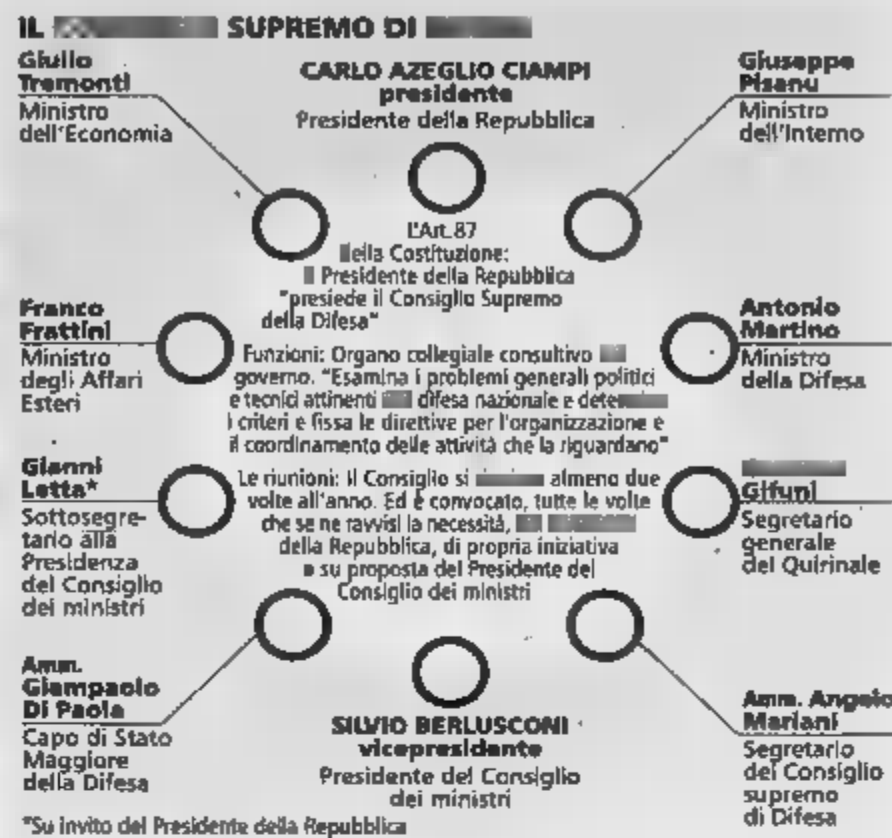 IL SUPREMO DI
Giulio
Tremonti
Ministro
dell'Economia
CARLO AZEGLIO CIAMPI
presidente
Presidente della Repubblica
Giuseppe
Pisanu
Ministro
dell'Interno
L'Art. 87
della Costituzione:
Il Presidente della Repubblica
"presiede il Consiglio Supremo
della Difesa"
Franco
Frattini
Ministro
degli Affari
Esteri
Antonio
Martino
Ministro
della Difesa
Funzioni: Organo collegiale consultivo
governo. "Esamina i problemi generali politici
e tecnici attinenti difesa nazionale e
i criteri e fissa le direttive per l'organizzazione e
il coordinamento delle attività che la riguardano"
Gianni
Letta*
Sottosegre-
tario alla
Presidenza
del Consiglio
dei ministri
Le riunioni: il Consiglio si almeno due
volte all'anno. Ed è convocato, tutte le volte
che se ne ravvisi la necessità,
della Repubblica, di propria iniziativa
o su proposta del Presidente del
Consiglio dei ministri
Gifuni
Segretario
generale
del Quirinale
Amm.
Giampaolo
Di Paola
Capo di Stato
Maggiore
della Difesa
SILVIO BERLUSCONI
vicepresidente
Presidente del Consiglio
dei ministri
Amm. Angelo
Mariani
Segretario
del Consiglio
supremo
di Difesa
*Su invito del Presidente della Repubblica